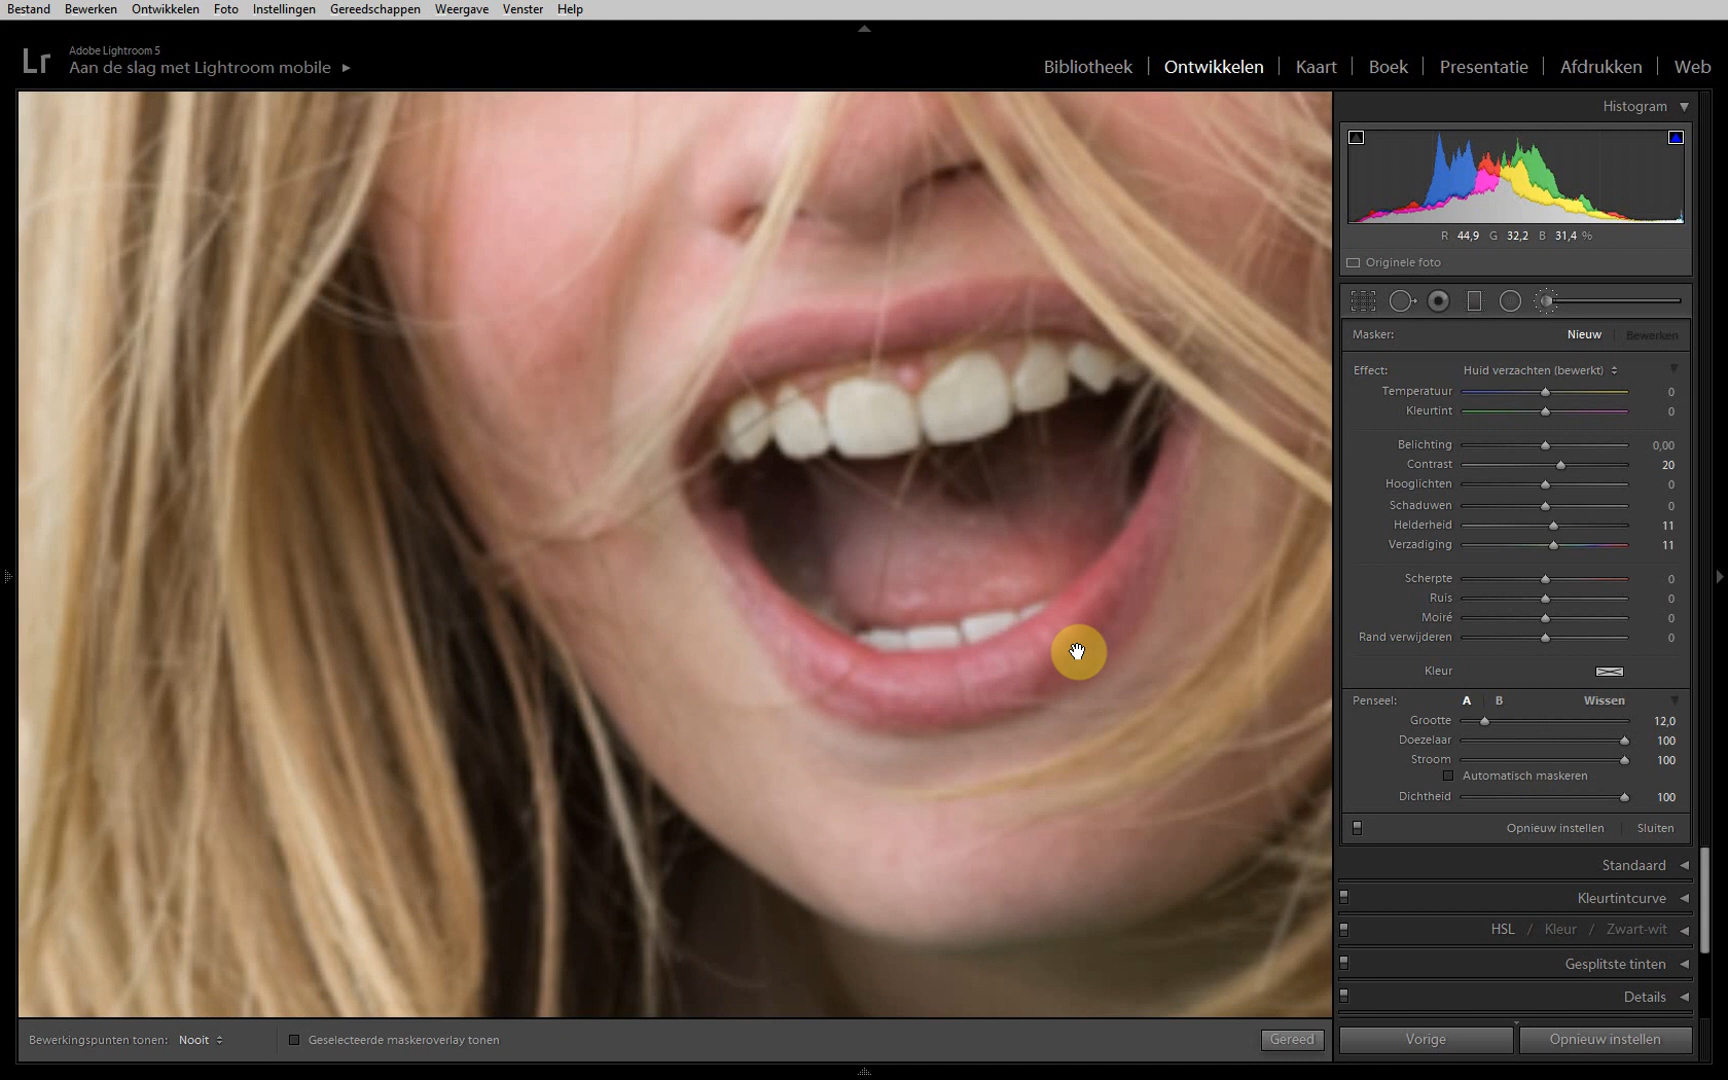 Bestand Bewerken Ontwikkelen Foto Instellingen Gereedschappen Weergave Venster Help
Lr
Adobe Lightroom 5
Aan de slag met Lightroom mobile
Bibliotheek | Ontwikkelen | Kaart | Boek | Presentatie | Afdrukken | Web
Histogram
R 44,9 G 32,2 B 31,4 %
Originele foto
Masker: Nieuw | Bewerken
Effect: Huid verzachten (bewerkt)
Temperatuur 0
Kleurtint 0
Belichting 0,00
Contrast 20
Hooglichten 0
Schaduwen 0
Helderheid 11
Verzadiging 11
Scherpte 0
Ruis 0
Moiré 0
Rand verwijderen 0
Kleur
Penseel: A | B Wissen
Grootte 12,0
Doezelaar 100
Stroom 100
Automatisch maskeren
Dichtheid 100
Opnieuw instellen | Sluiten
Standaard
Kleurtintcurve
HSL / Kleur / Zwart-wit
Gesplitste tinten
Details
Bewerkingspunten tonen: Nooit Geselecteerde maskeroverlay tonen Gereed Vorige Opnieuw instellen